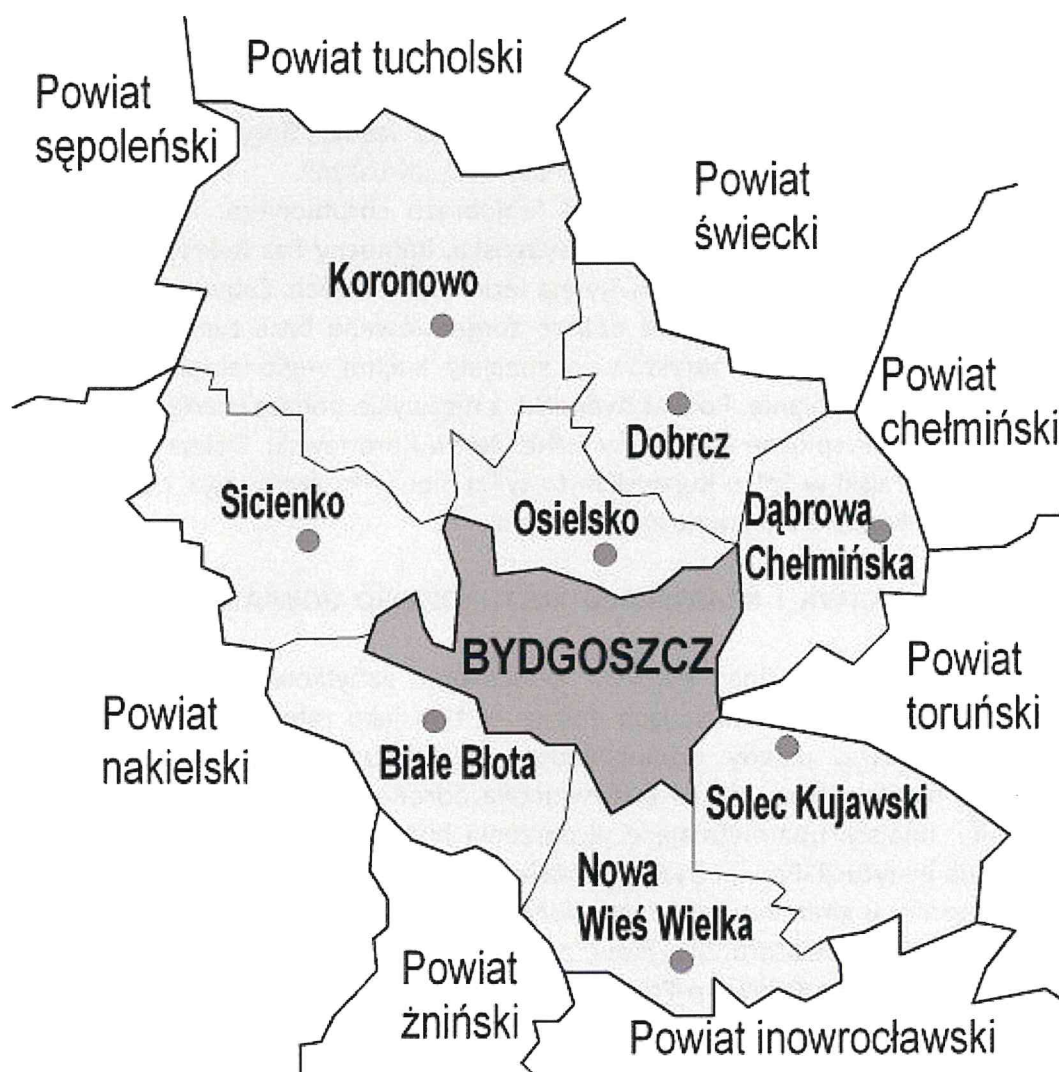 Powiat tucholski
Powiat
sępoleński
Powiat
świecki
Koronowo
Powiat
chełmiński
Dobrcz
Sicienko
Osielsko
Dąbrowa
Chełmińska
BYDGOSZCZ
Powiat
toruński
Powiat
nakielski
Białe Błota
Solec Kujawski
Nowa
Wieś Wielka
Powiat
żniński
Powiat inowrocławski